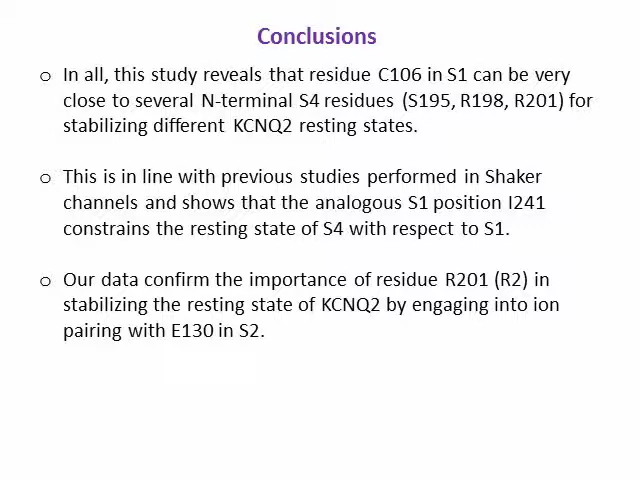 Conclusions
o In all, this study reveals that residue C106 in S1 can be very
close to several N-terminal S4 residues (S195, R198, R201) for
stabilizing different KCNQ2 resting states.
o This is in line with previous studies performed in Shaker
channels and shows that the analogous S1 position I241
constrains the resting state of S4 with respect to S1.
o Our data confirm the importance of residue R201 (R2) in
stabilizing the resting state of KCNQ2 by engaging into ion
pairing with E130 in S2.